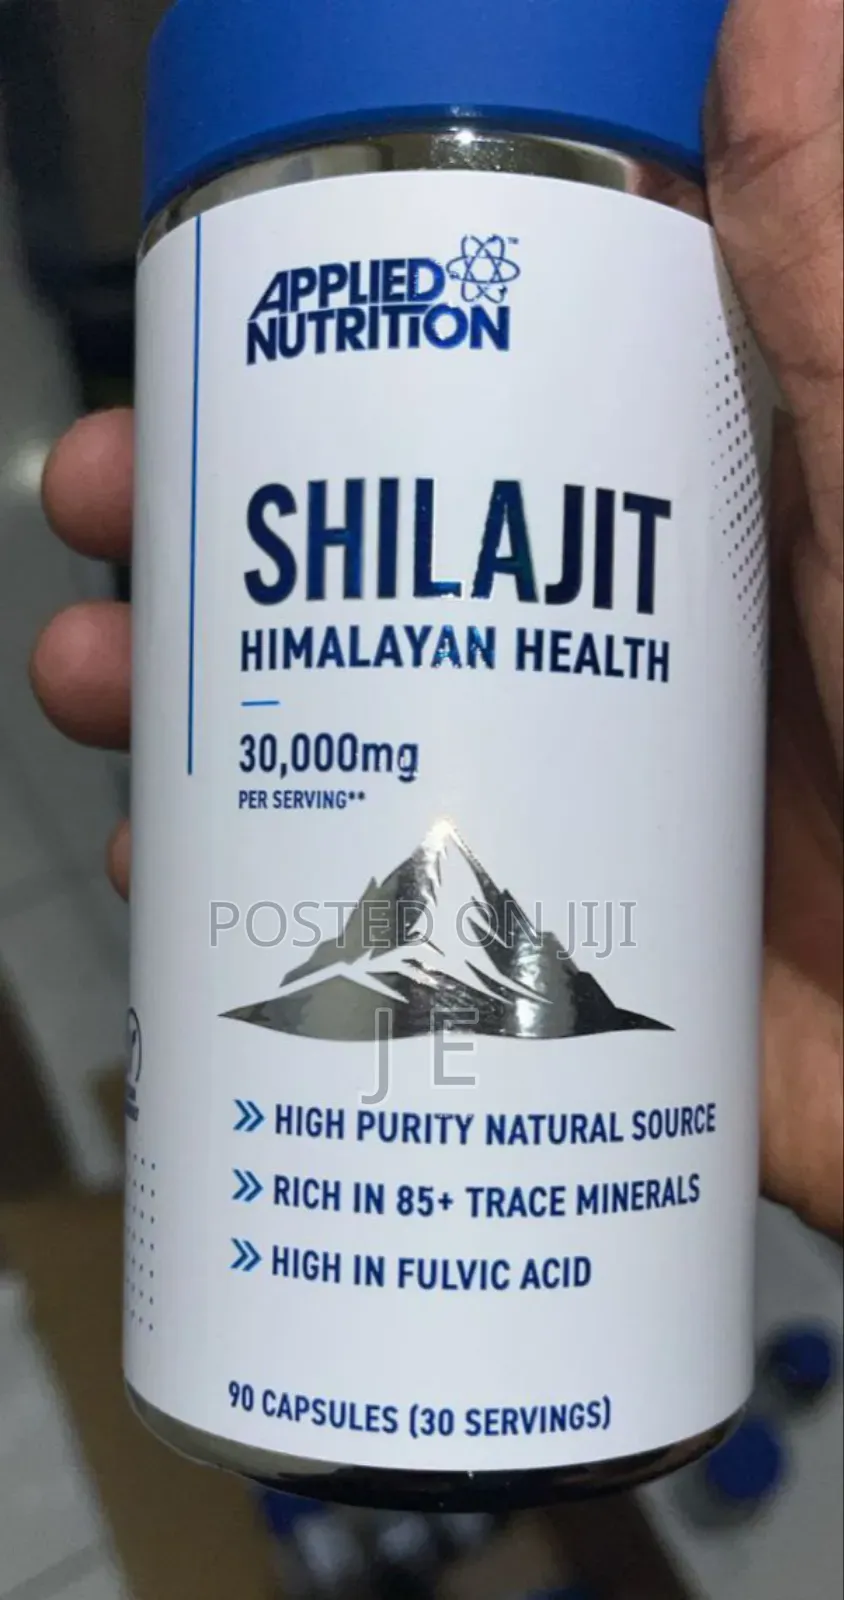 APPLIED
NUTRITION
SHILAJIT
HIMALAYAN HEALTH
30,000mg
PER SERVING**
POSTED ON JIJI
J E
HIGH PURITY NATURAL SOURCE
RICH IN 85+ TRACE MINERALS
HIGH IN FULVIC ACID
90 CAPSULES (30 SERVINGS)